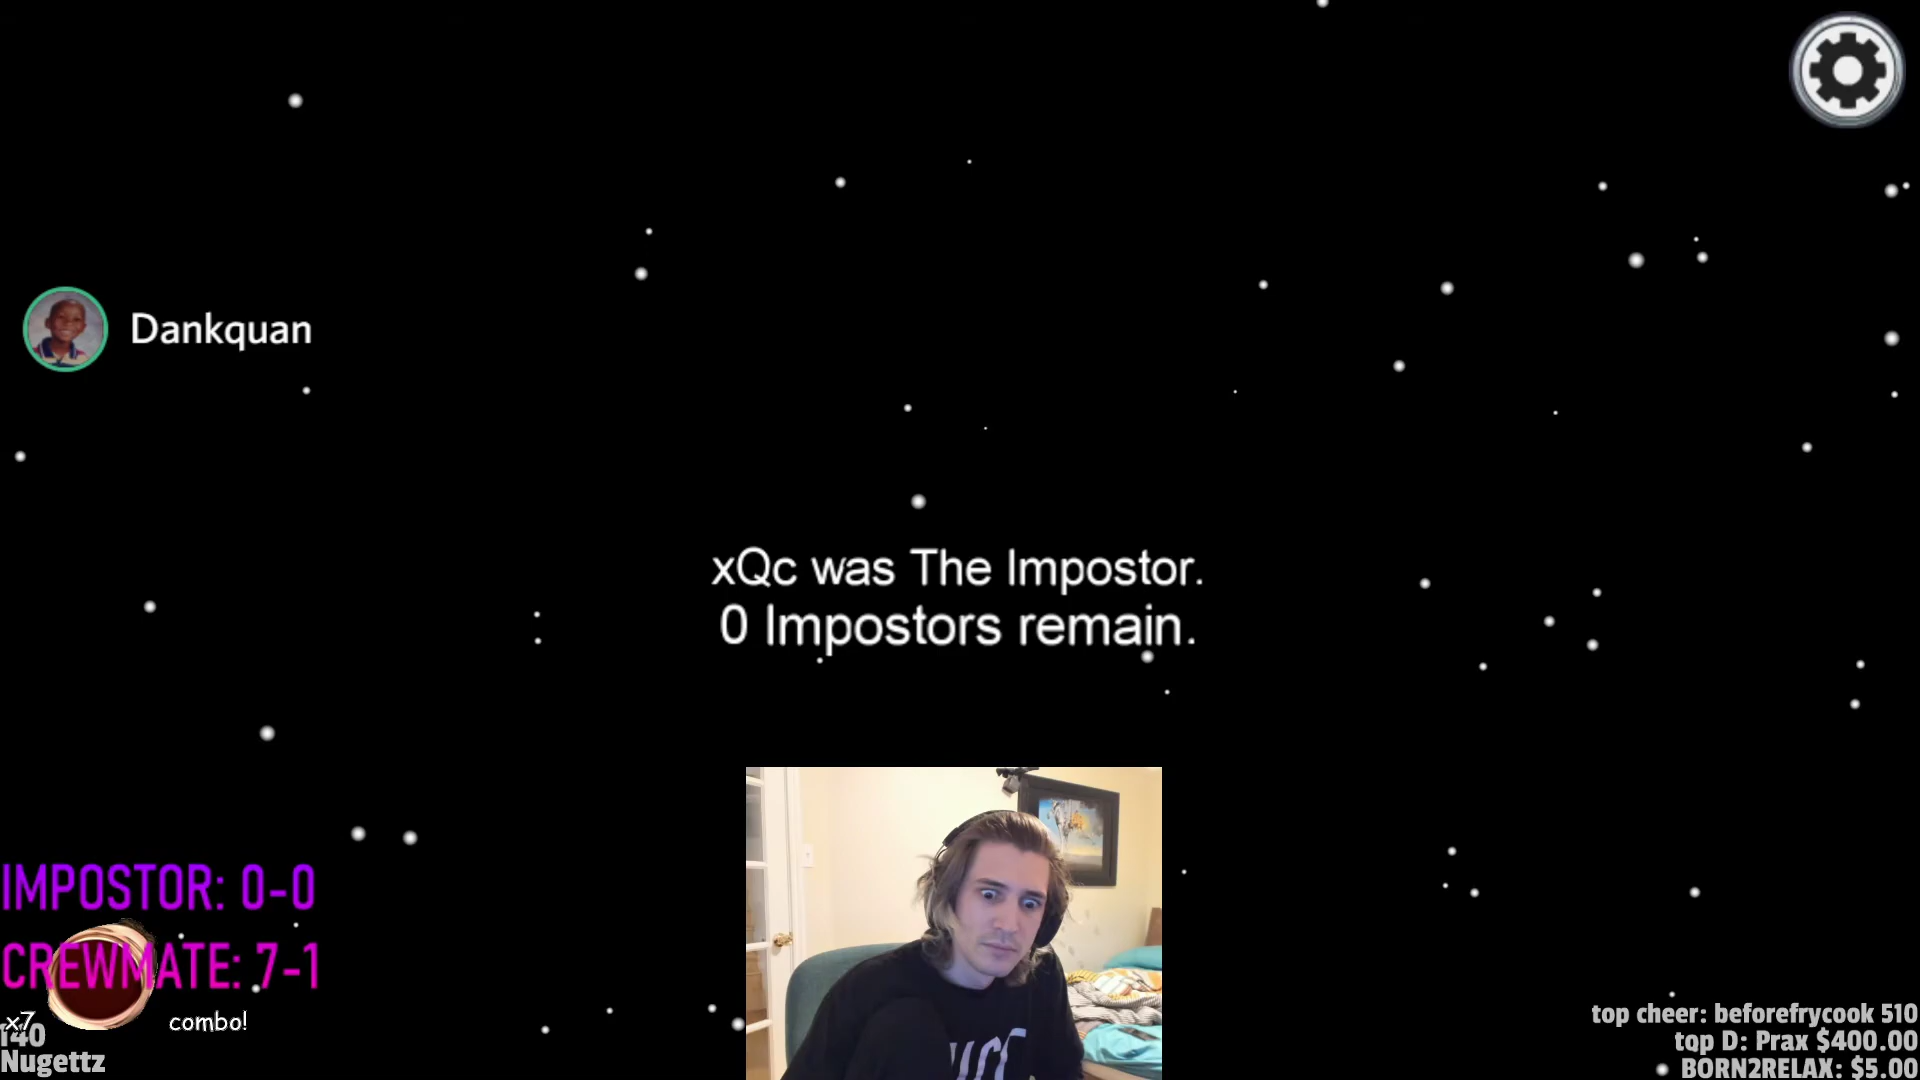 Dankquan
xQc was The Impostor.
0 Impostors remain.
IMPOSTOR: 0-0
CREWMATE: 7-1
x7 combo!
140
Nugettz
top cheer: beforefrycook 510
top D: Prax $400.00
BORN2RELAX: $5.00